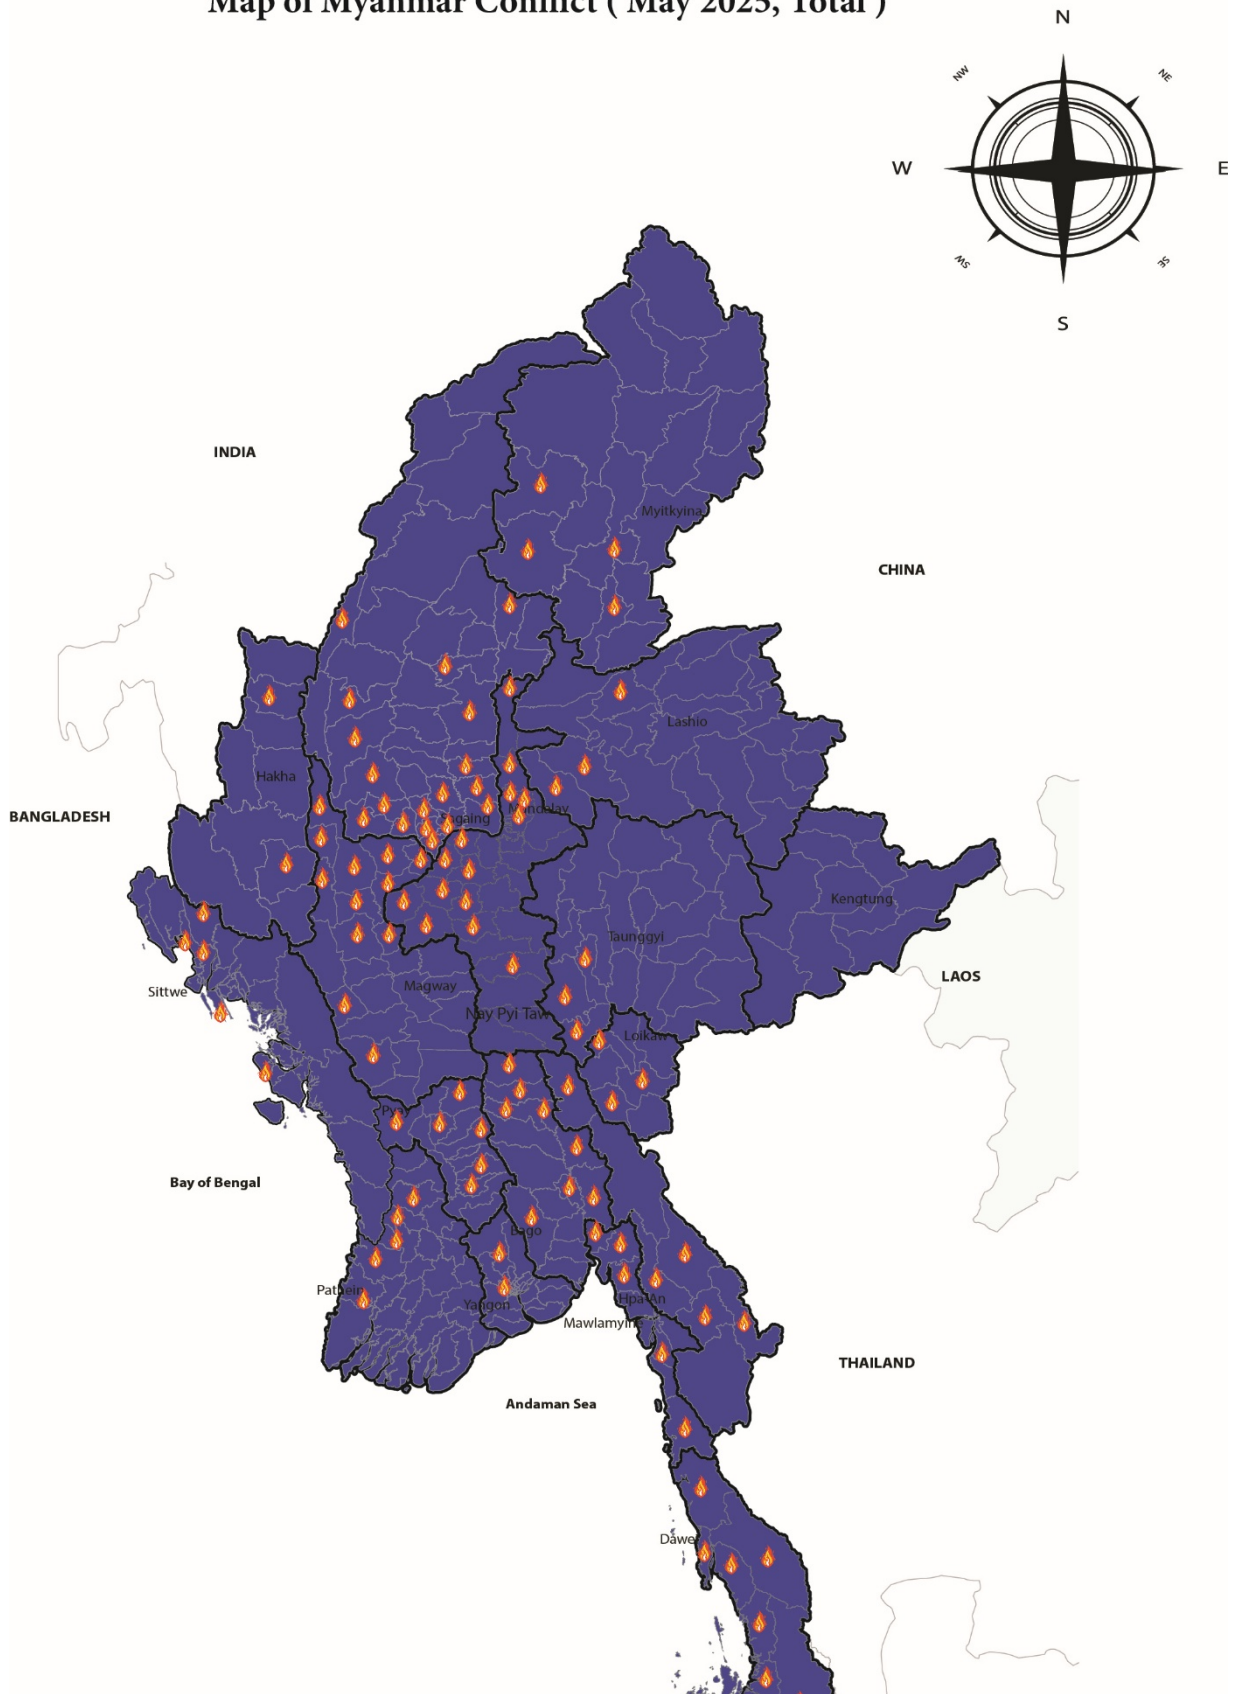 Map of Myanmar Conflict ( May 2025, Total )
N
NW
NE
W
E
SW
SE
S
INDIA
Myitkyina
CHINA
Lashio
Hakha
Mandalay
BANGLADESH
Sagaing
Kengtung
Taunggyi
LAOS
Sittwe
Magway
Nay Pyi Taw
Loikaw
Pyay
Bay of Bengal
Bago
Pathein
Yangon
Hpa-An
Mawlamyine
THAILAND
Andaman Sea
Dawei